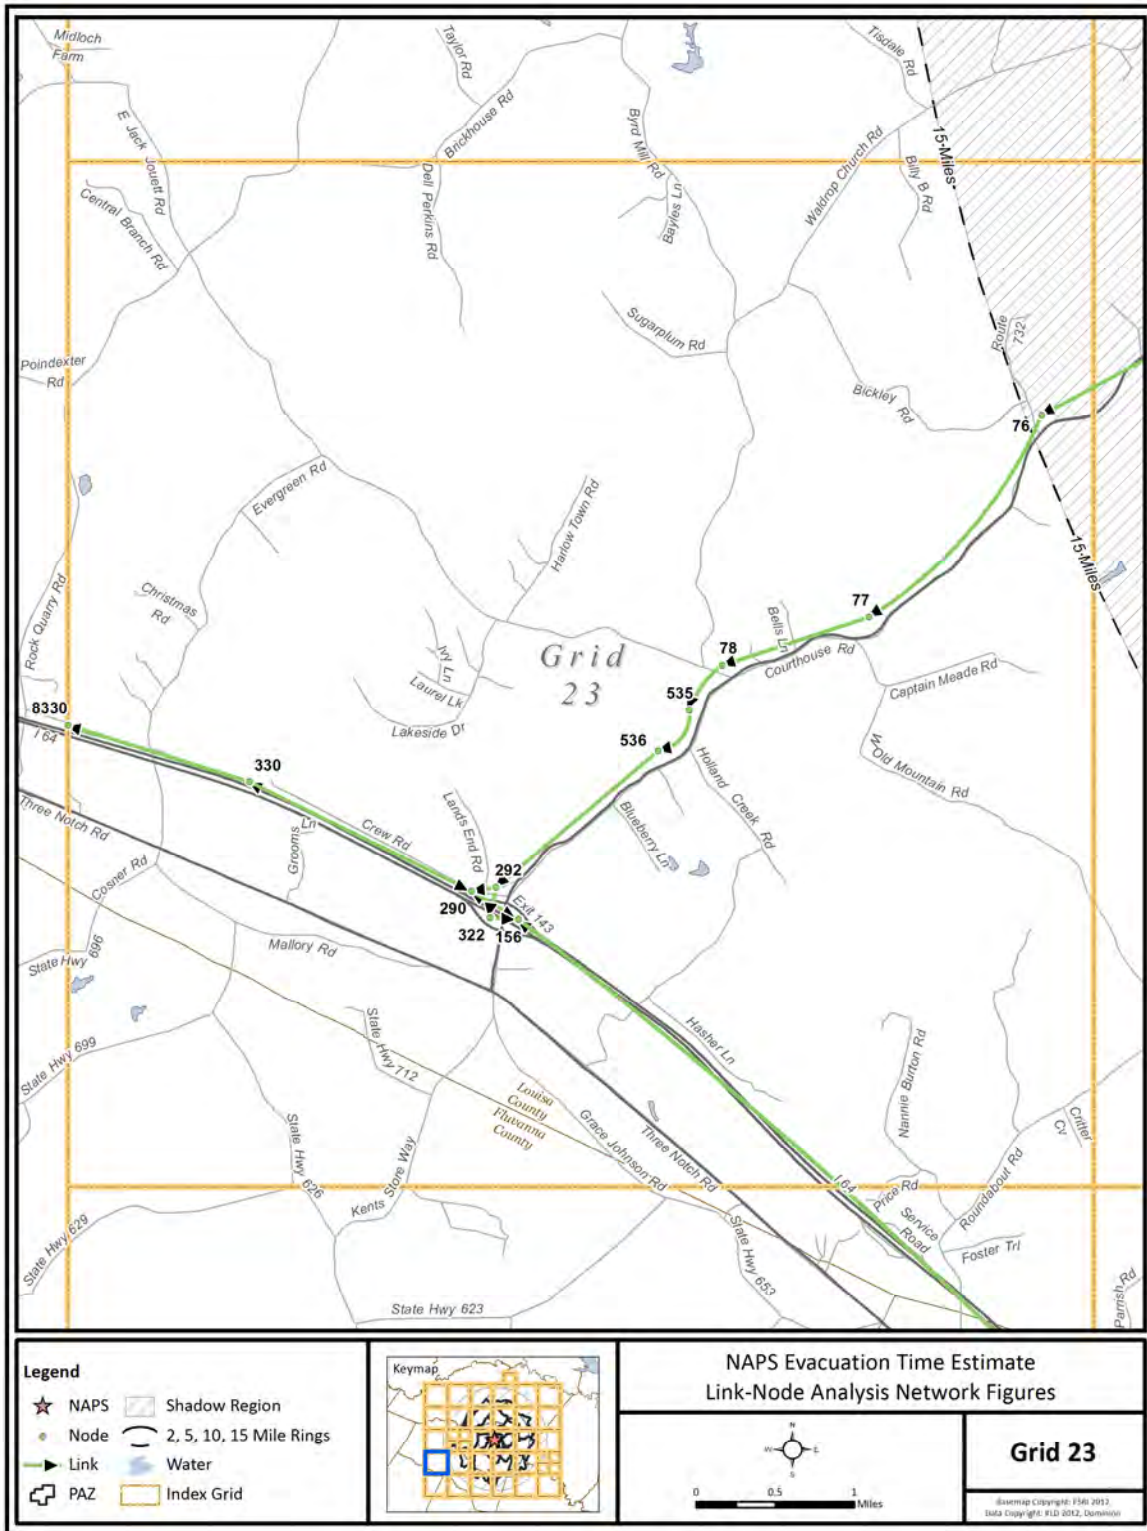 Midloch
Farm
Taylor Rd
Tisdale Rd
E Jack Jouett Rd
Brickhouse Rd
Byrd Mill Rd
15-Miles
Waldrop Church Rd
Billy B Rd
Central Branch Rd
Dell Perkins Rd
Bayles Ln
Sugarplum Rd
Route
732
Poindexter
Rd
Bickley
Rd
76
Evergreen Rd
Harlow Town Rd
15-Miles
Christmas
Rd
Rock Quarry Rd
77
Bells Ln
78
Courthouse Rd
Grid
23
Ivy Ln
Laurel Lk
Captain Meade Rd
535
8330
I 64
Lakeside Dr
536
W Old Mountain Rd
330
Holland Creek Rd
Three Notch Rd
Grooms Ln
Crew Rd
Lands End Rd
Blueberry Ln
Cosner Rd
292
Exit 143
290
322
156
State Hwy 696
Mallory Rd
Hasher Ln
State Hwy 699
State Hwy 712
Nannie Burton Rd
Louisa
County
Fluvanna
County
Critter
Cv
State Hwy 626
Grace Johnson Rd
Three Notch Rd
Roundabout Rd
Kents Store Way
I 64
Price Rd
Service
Road
State Hwy 629
State Hwy 653
Foster Trl
Parrish Rd
State Hwy 623
Legend
NAPS
Shadow Region
Node
2, 5, 10, 15 Mile Rings
Link
Water
PAZ
Index Grid
Keymap
NAPS Evacuation Time Estimate
Link-Node Analysis Network Figures
N
W
E
S
0
0.5
1
Miles
Grid 23
Basemap Copyright: ESRI 2012
Data Copyright: KLD 2012, Dominion